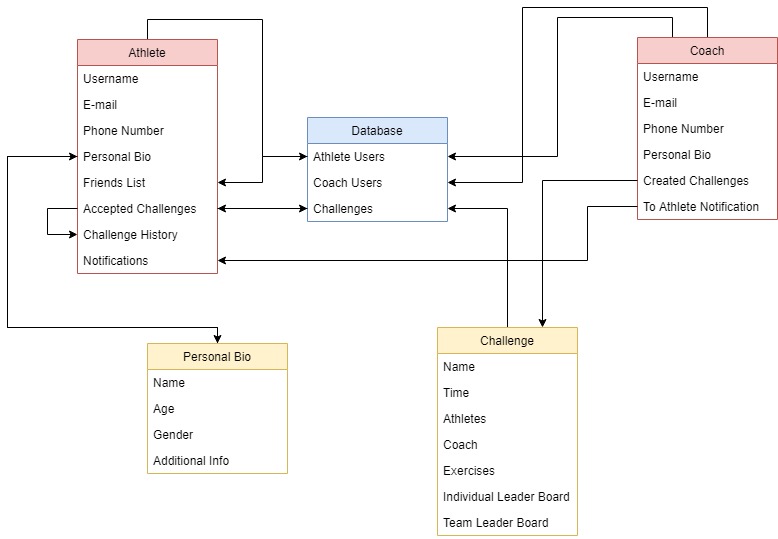 Athlete
Username
E-mail
Phone Number
Personal Bio
Friends List
Accepted Challenges
Challenge History
Notifications
Database
Athlete Users
Coach Users
Challenges
Coach
Username
E-mail
Phone Number
Personal Bio
Created Challenges
To Athlete Notification
Personal Bio
Name
Age
Gender
Additional Info
Challenge
Name
Time
Athletes
Coach
Exercises
Individual Leader Board
Team Leader Board